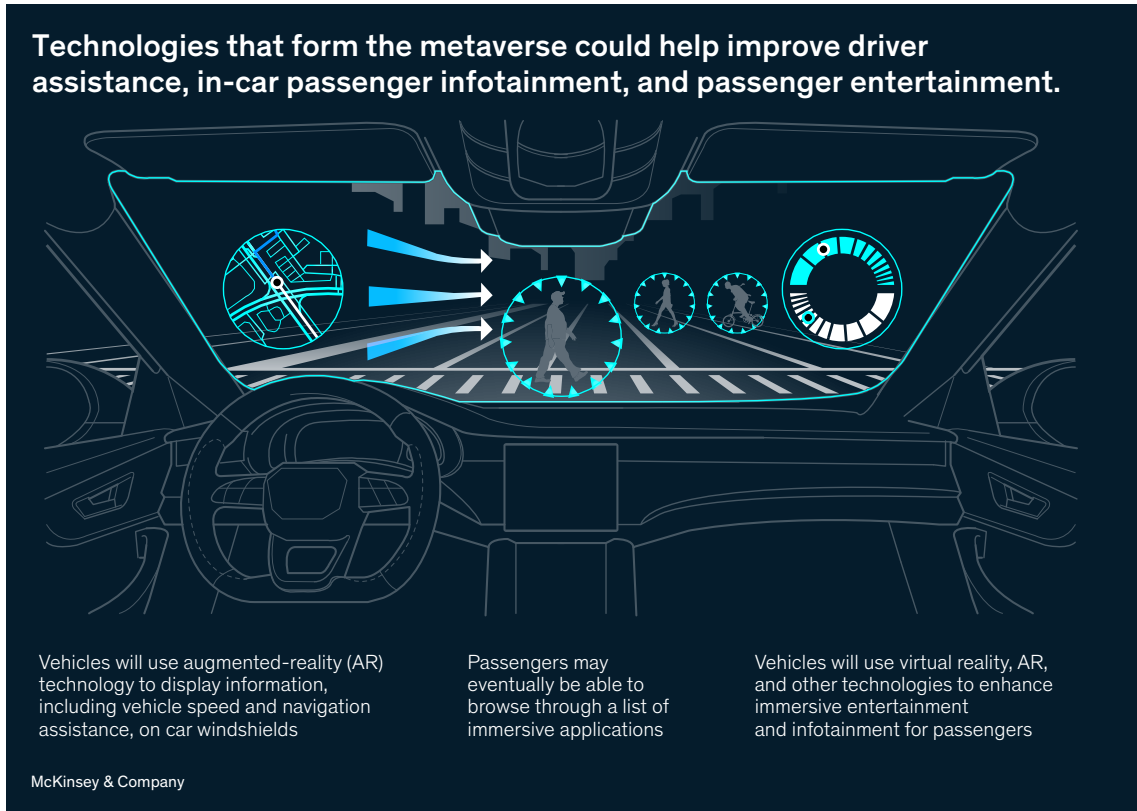 Technologies that form the metaverse could help improve driver
assistance, in-car passenger infotainment, and passenger entertainment.
Vehicles will use augmented-reality (AR)
technology to display information,
including vehicle speed and navigation
assistance, on car windshields
Passengers may
eventually be able to
browse through a list of
immersive applications
Vehicles will use virtual reality, AR,
and other technologies to enhance
immersive entertainment
and infotainment for passengers
McKinsey & Company